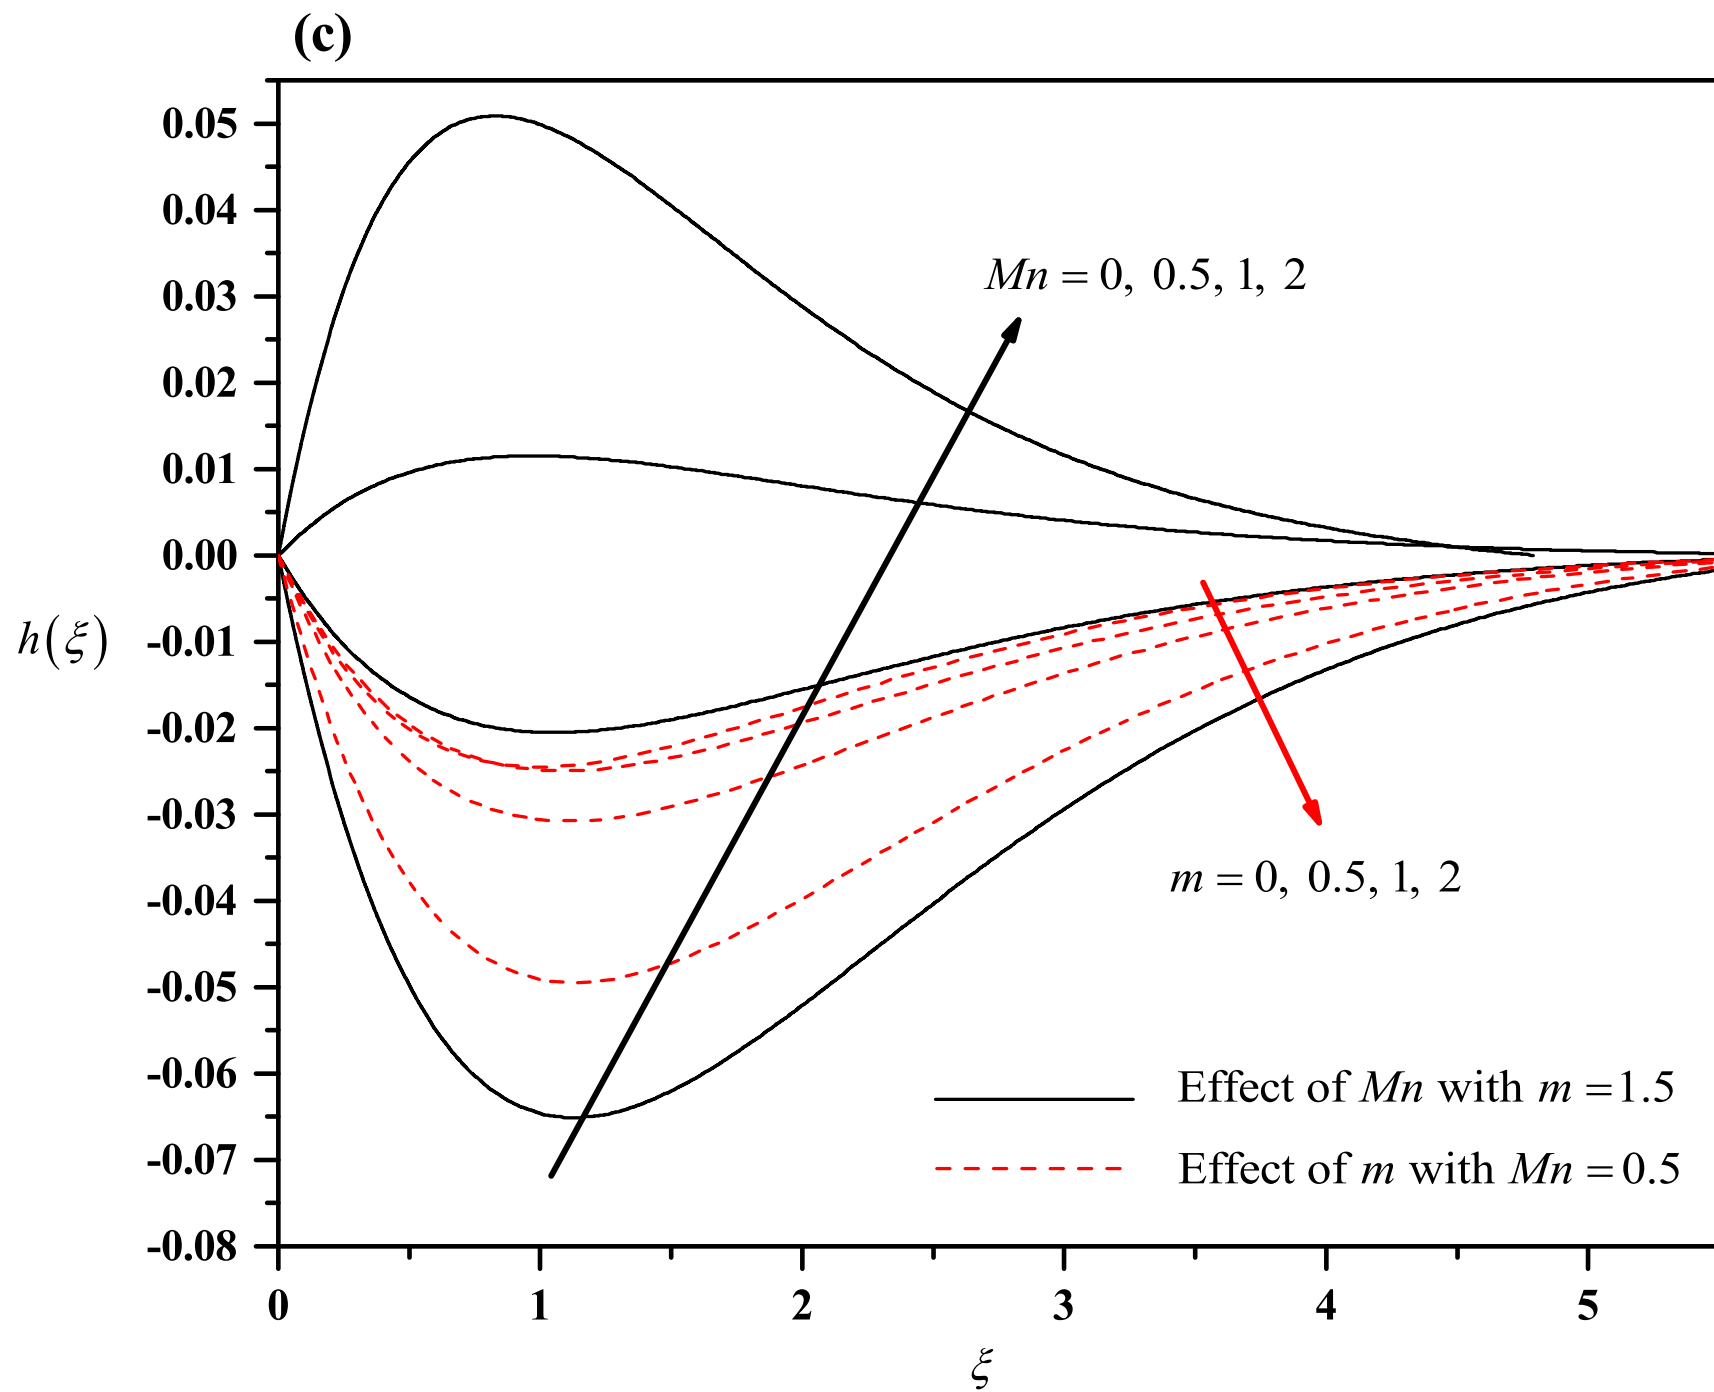 (c)
0.05
0.04
0.03
0.02
0.01
0.00
-0.01
-0.02
-0.03
-0.04
-0.05
-0.06
-0.07
-0.08
h(ξ)
Mn = 0, 0.5, 1, 2
m = 0, 0.5, 1, 2
Effect of Mn with m = 1.5
Effect of m with Mn = 0.5
0 1 2 3 4 5
ξ